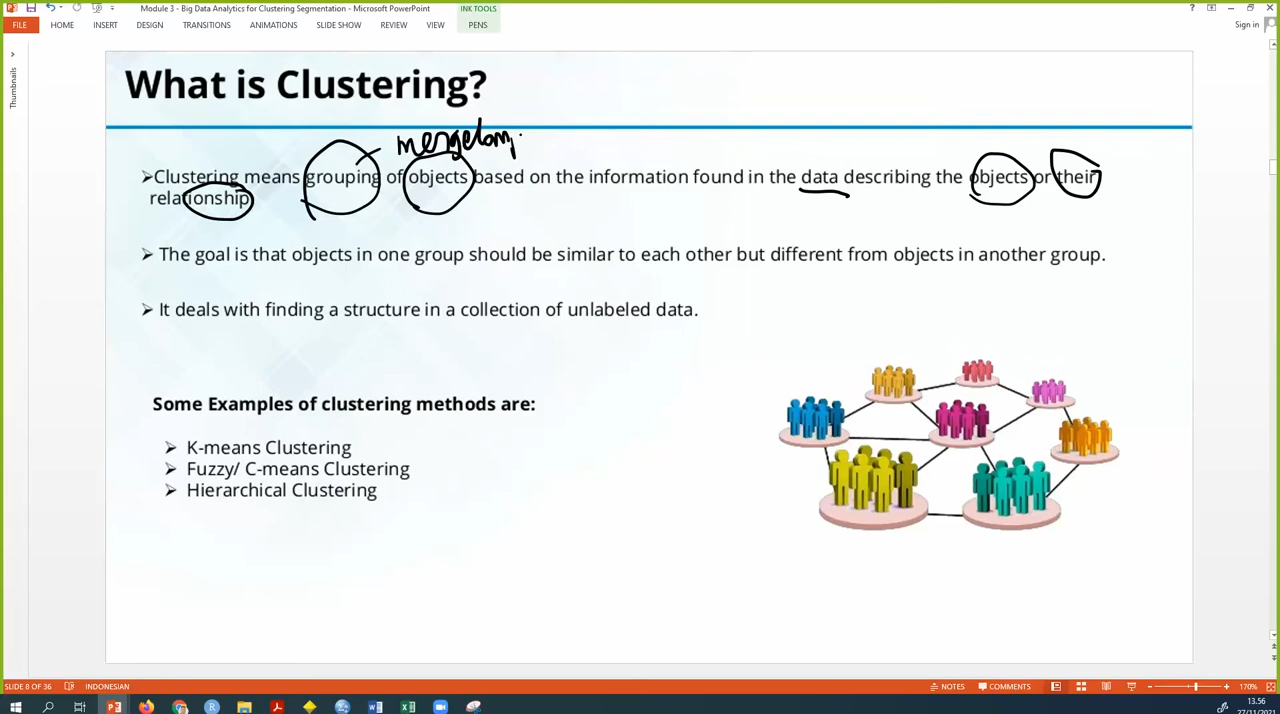 Module 3 - Big Data Analytics for Clustering Segmentation - Microsoft PowerPoint
INK TOOLS
Sign in
FILE HOME INSERT DESIGN TRANSITIONS ANIMATIONS SLIDE SHOW REVIEW VIEW PENS
Thumbnails
What is Clustering?
➢Clustering means grouping of objects based on the information found in the data describing the objects or their
relationship
➢ The goal is that objects in one group should be similar to each other but different from objects in another group.
➢ It deals with finding a structure in a collection of unlabeled data.
Some Examples of clustering methods are:
➢ K-means Clustering
➢ Fuzzy/ C-means Clustering
➢ Hierarchical Clustering
SLIDE 8 OF 36 INDONESIAN NOTES COMMENTS 170%
13.56
27/11/2021